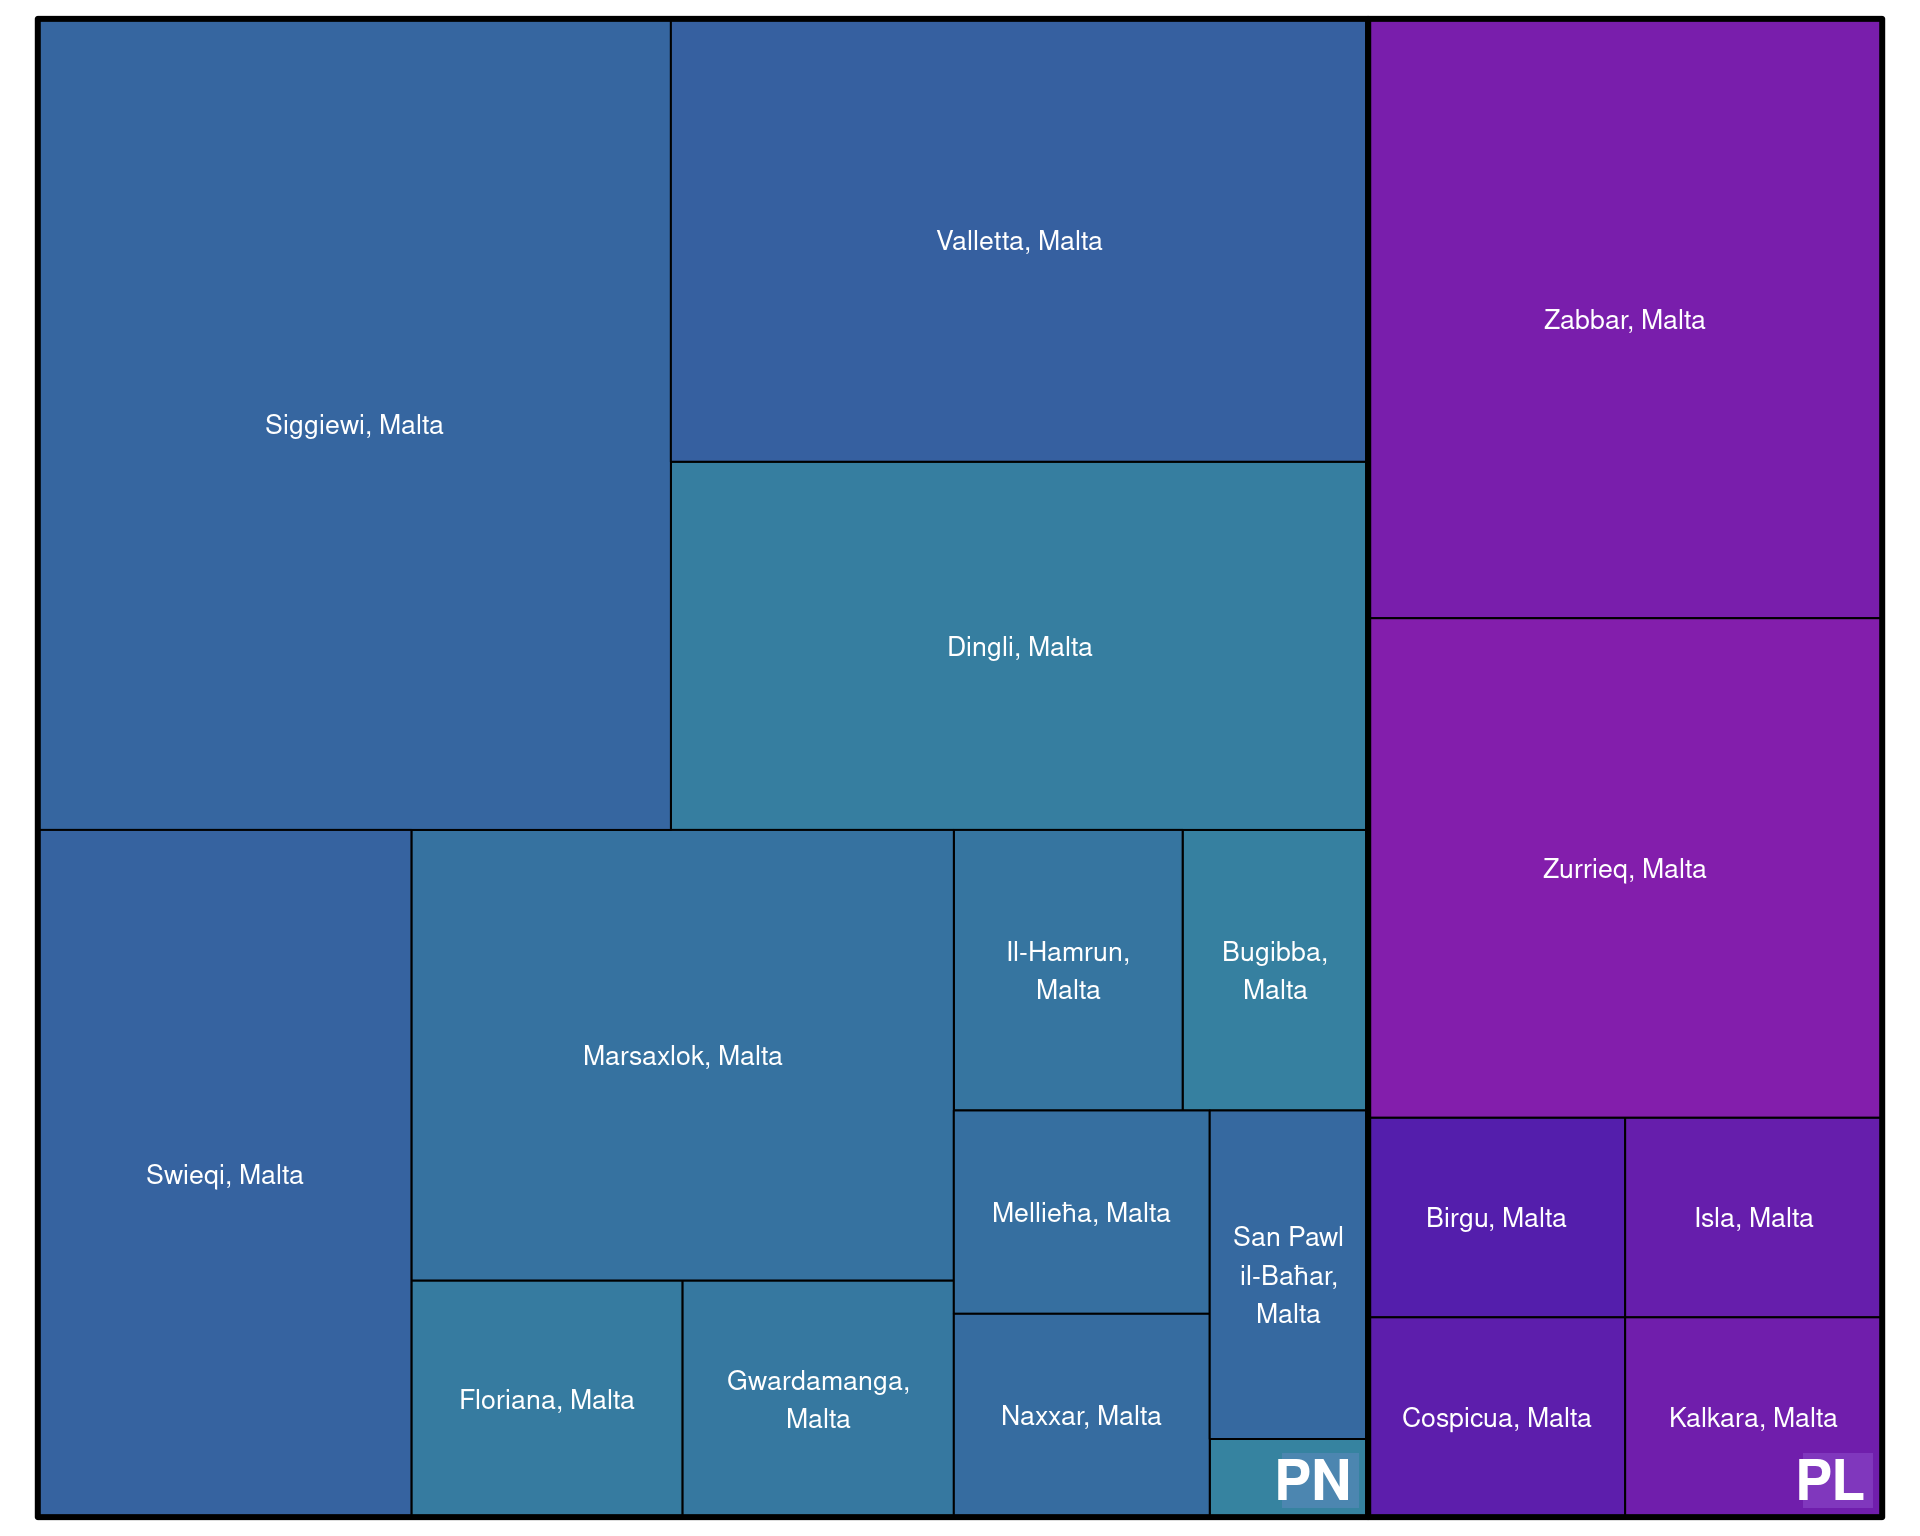 Siggiewi, Malta
Valletta, Malta
Dingli, Malta
Swieqi, Malta
Marsaxlok, Malta
Floriana, Malta
Gwardamanga,
Malta
Il-Hamrun,
Malta
Bugibba,
Malta
Mellieħa, Malta
San Pawl
il-Baħar,
Malta
Naxxar, Malta
PN
Zabbar, Malta
Zurrieq, Malta
Birgu, Malta
Isla, Malta
Cospicua, Malta
Kalkara, Malta
PL